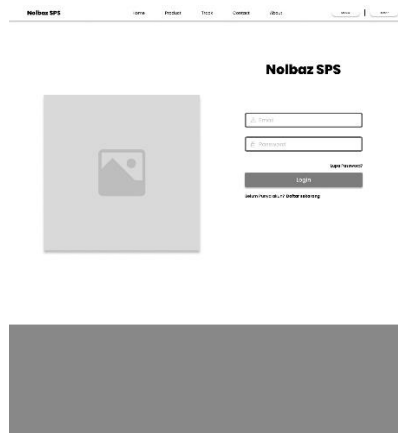 Nolbaz SPS Home Product Track Contact About
Nolbaz SPS
Email
Password
Lupa Password?
Login
Belum Punya akun? Daftar sekarang